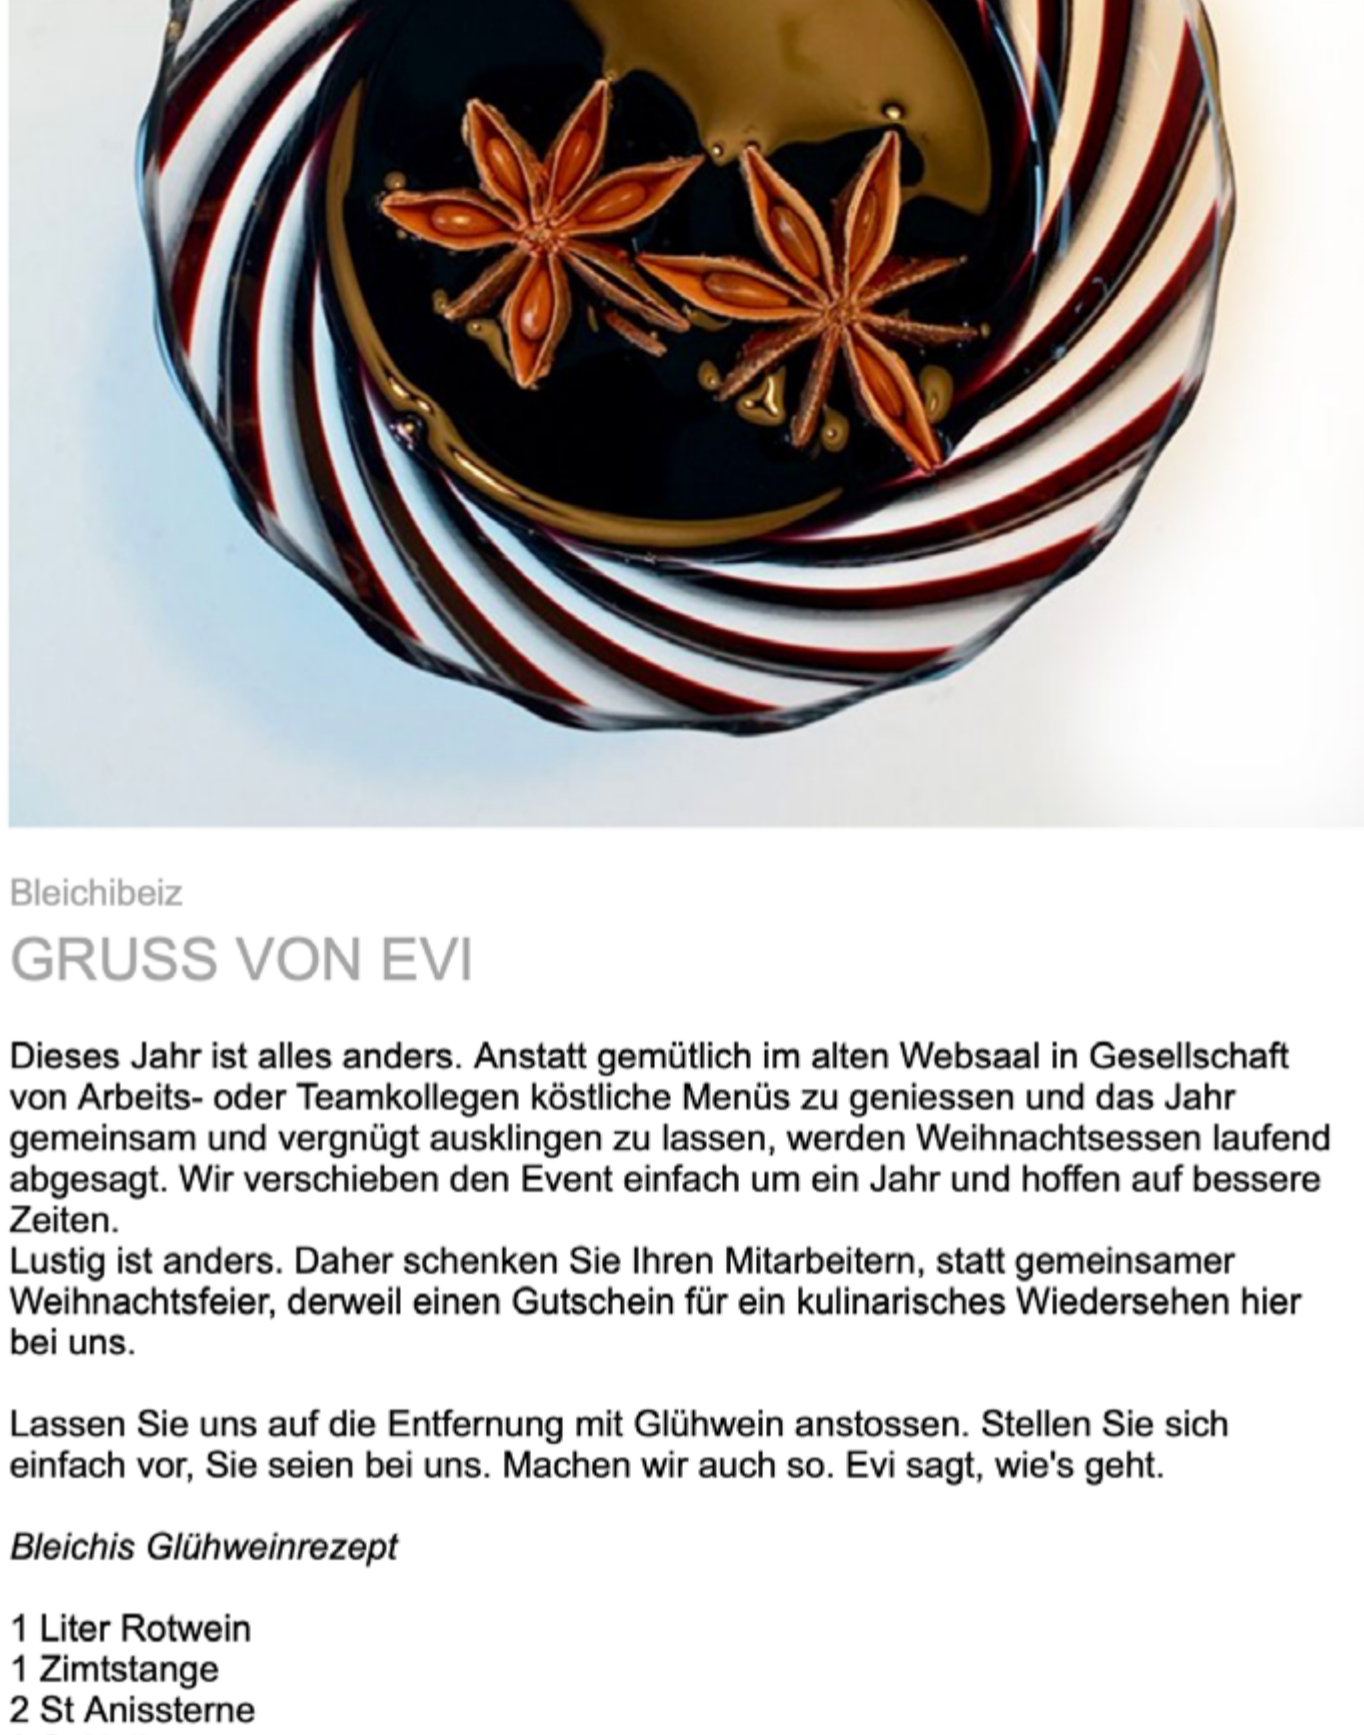 Bleichibeiz
GRUSS VON EVI
Dieses Jahr ist alles anders. Anstatt gemütlich im alten Websaal in Gesellschaft
von Arbeits- oder Teamkollegen köstliche Menüs zu geniessen und das Jahr
gemeinsam und vergnügt ausklingen zu lassen, werden Weihnachtsessen laufend
abgesagt. Wir verschieben den Event einfach um ein Jahr und hoffen auf bessere
Zeiten.
Lustig ist anders. Daher schenken Sie Ihren Mitarbeitern, statt gemeinsamer
Weihnachtsfeier, derweil einen Gutschein für ein kulinarisches Wiedersehen hier
bei uns.
Lassen Sie uns auf die Entfernung mit Glühwein anstossen. Stellen Sie sich
einfach vor, Sie seien bei uns. Machen wir auch so. Evi sagt, wie's geht.
Bleichis Glühweinrezept
1 Liter Rotwein
1 Zimtstange
2 St Anissterne